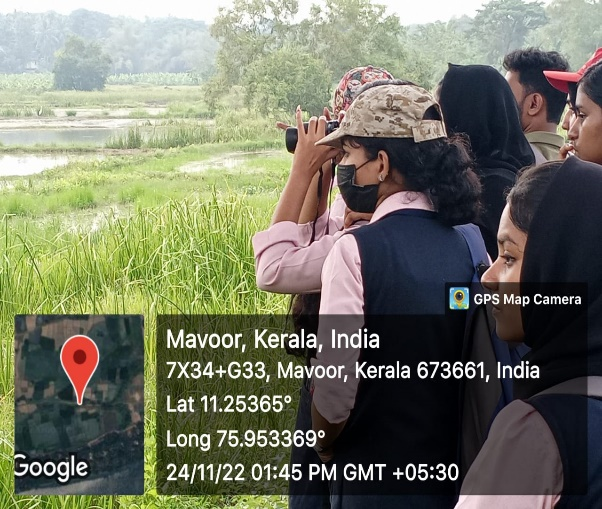 GPS Map Camera
Mavoor, Kerala, India
7X34+G33, Mavoor, Kerala 673661, India
Lat 11.25365°
Long 75.953369°
24/11/22 01:45 PM GMT +05:30
Google